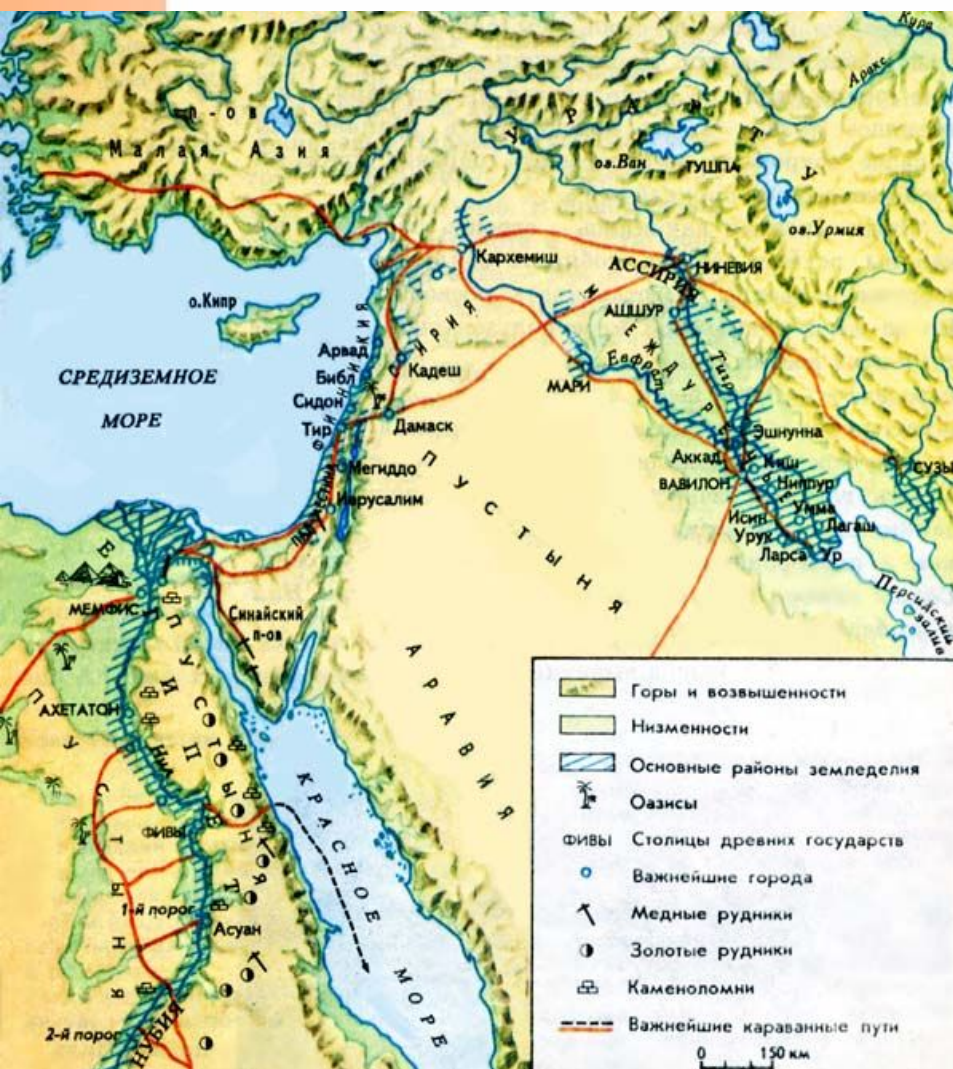 Кура
Аракс
п-ов
Малая Азия
УРАРТУ
оз.Ван
ТУШПА
оз.Урмия
Кархемиш
АССИРИЯ
НИНЕВИЯ
о.Кипр
АШШУР
МЕЖДУРЕЧЬЕ
ФИНИКИЯ
СИРИЯ
Арвад
Кадеш
Библ
Сидон
Тир
Дамаск
СРЕДИЗЕМНОЕ
МОРЕ
МАРИ
Евфрат
Тигр
Эшнунна
Аккад
Киш
СУЗЫ
ВАВИЛОН
Ниппур
Умма
Исин
Лагаш
Урук
Ларса
Ур
Мегиддо
Иерусалим
ПАЛЕСТИНА
ПУСТЫНЯ
Персидский
залив
ЕГИПЕТ
МЕМФИС
Синайский
п-ов
АРАВИЯ
ПУСТЫНЯ
АХЕТАТОН
Нил
ПУСТЫНЯ
КРАСНОЕ МОРЕ
ФИВЫ
1-й порог
Асуан
2-й порог
НУБИЯ
Горы и возвышенности
Низменности
Основные районы земледелия
Оазисы
ФИВЫ Столицы древних государств
Важнейшие города
Медные рудники
Золотые рудники
Каменоломни
Важнейшие караванные пути
0 150 км